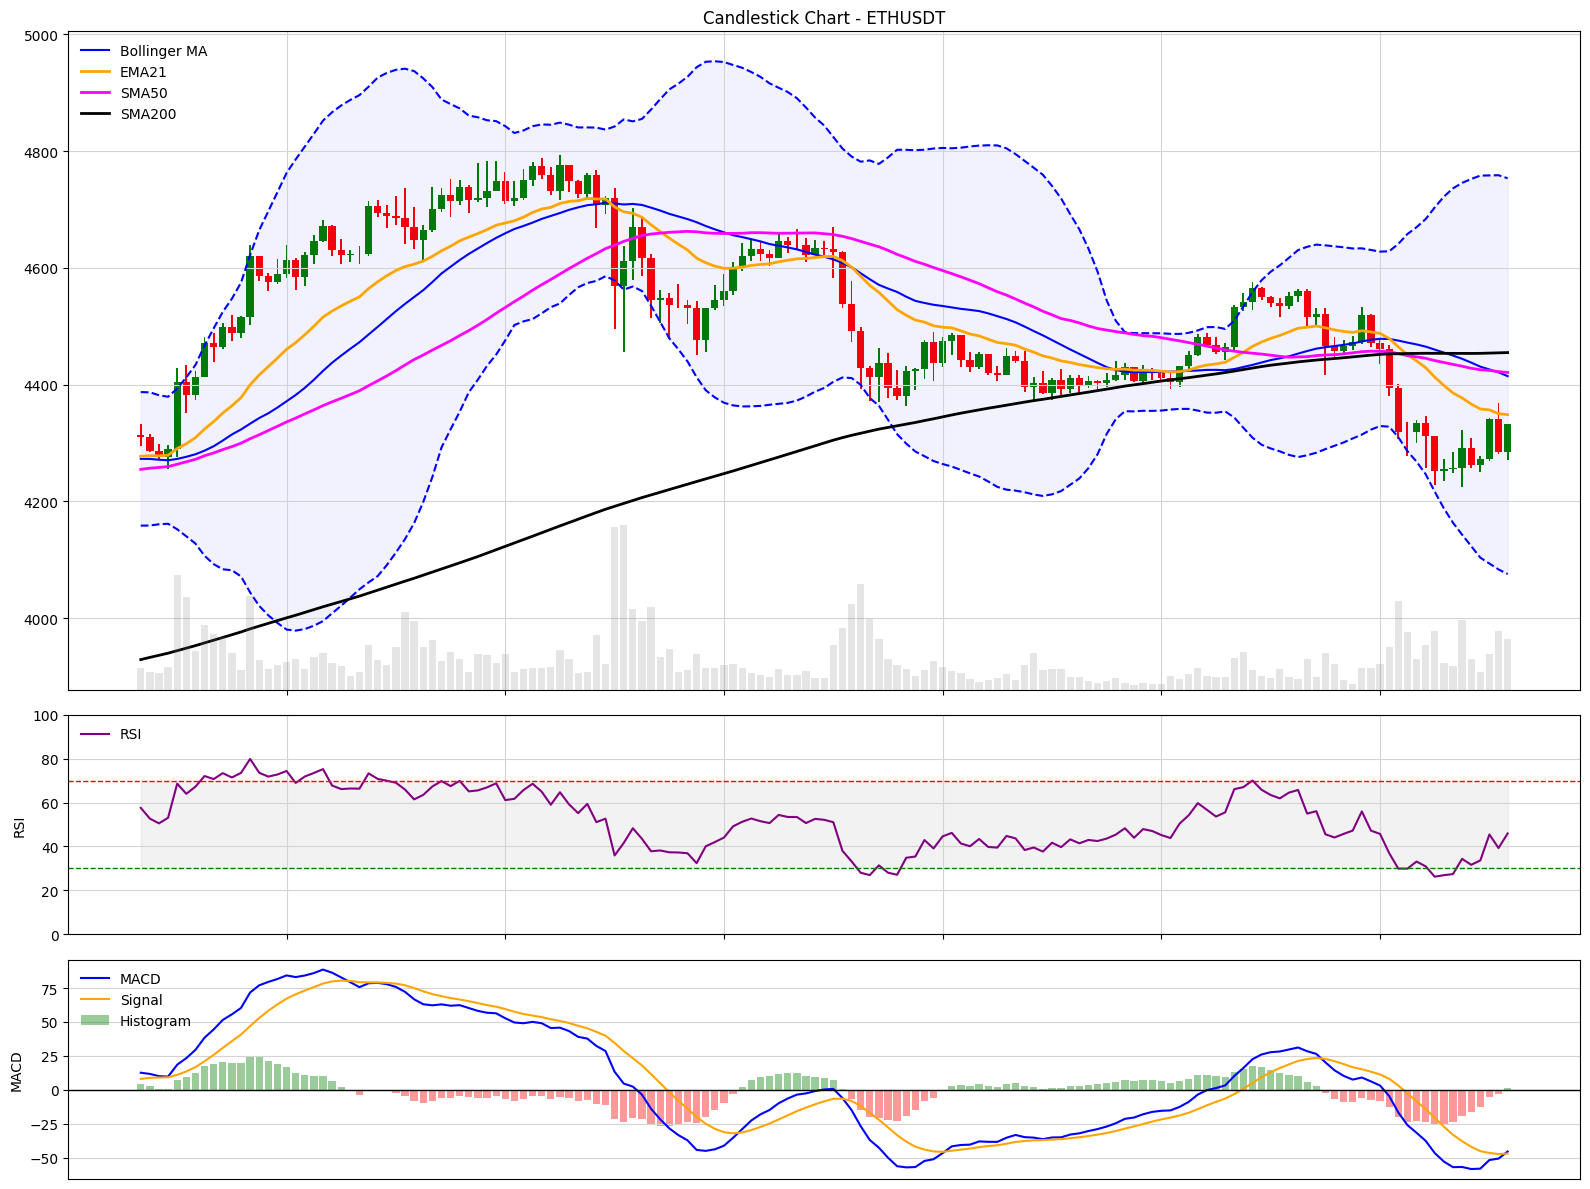 Candlestick Chart - ETHUSDT
5000
4800
4600
4400
4200
4000
Bollinger MA
EMA21
SMA50
SMA200
100
80
60
40
20
0
RSI
RSI
75
50
25
0
−25
−50
MACD
MACD
Signal
Histogram